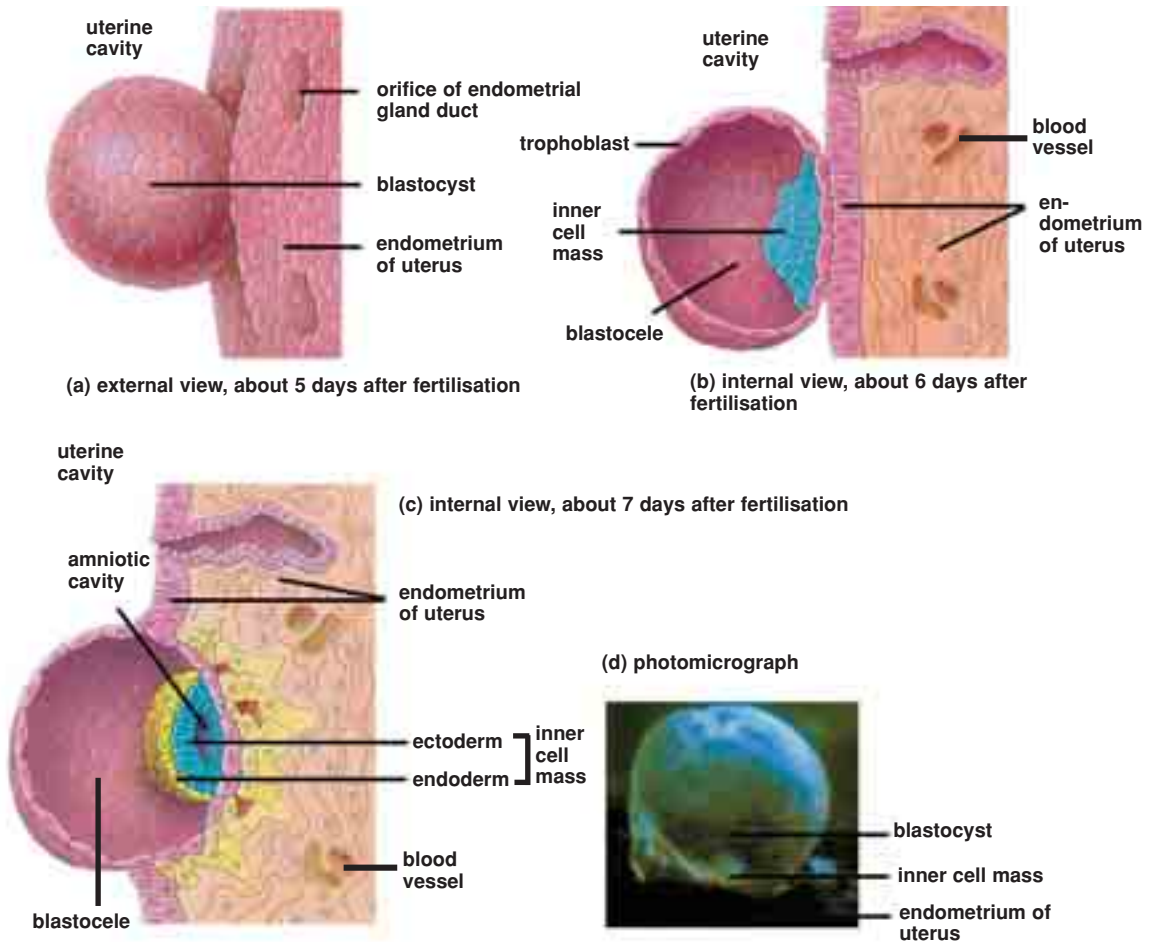 uterine
cavity
orifice of endometrial
gland duct
blastocyst
endometrium
of uterus
(a) external view, about 5 days after fertilisation
uterine
cavity
trophoblast
inner
cell
mass
blastocele
blood
vessel
en-
dometrium
of uterus
(b) internal view, about 6 days after
fertilisation
uterine
cavity
(c) internal view, about 7 days after fertilisation
amniotic
cavity
endometrium
of uterus
ectoderm
endoderm
inner
cell
mass
blood
vessel
blastocele
(d) photomicrograph
blastocyst
inner cell mass
endometrium of
uterus